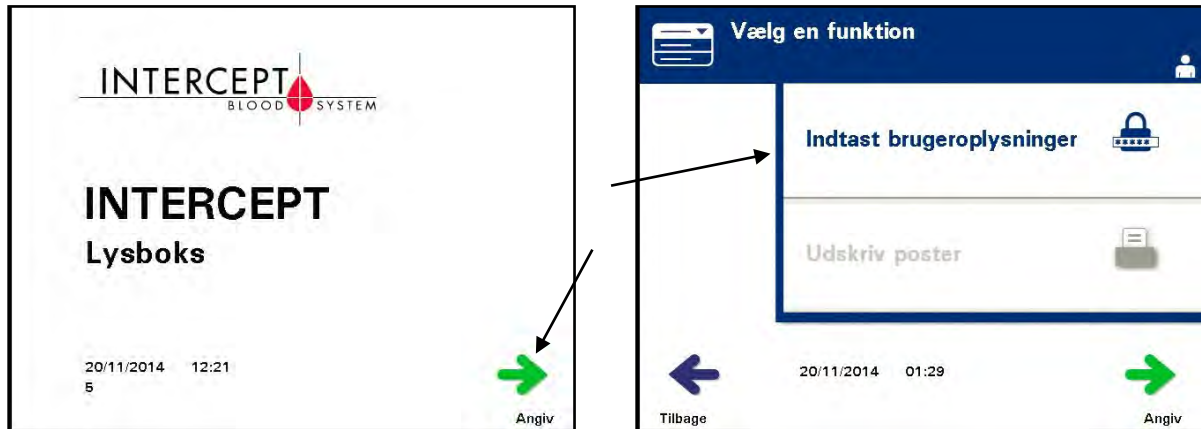 INTERCEPT
BLOOD SYSTEM
INTERCEPT
Lysboks
20/11/2014 12:21
5
Angiv
Vælg en funktion
Indtast brugeroplysninger
*****
Udskriv poster
20/11/2014 01:29
Tilbage
Angiv